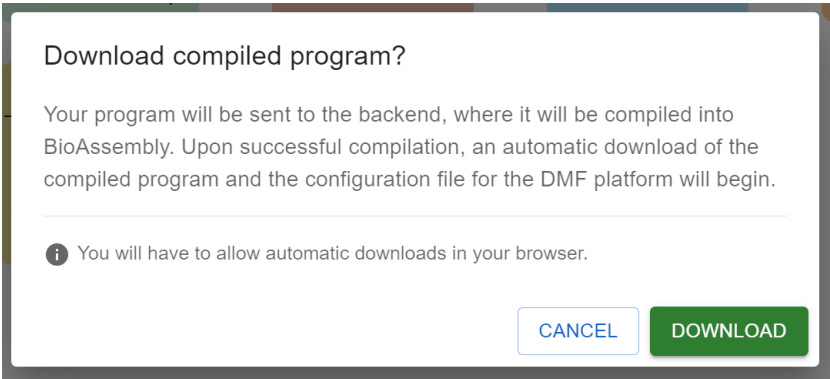 Download compiled program?
Your program will be sent to the backend, where it will be compiled into
BioAssembly. Upon successful compilation, an automatic download of the
compiled program and the configuration file for the DMF platform will begin.
You will have to allow automatic downloads in your browser.
CANCEL
DOWNLOAD